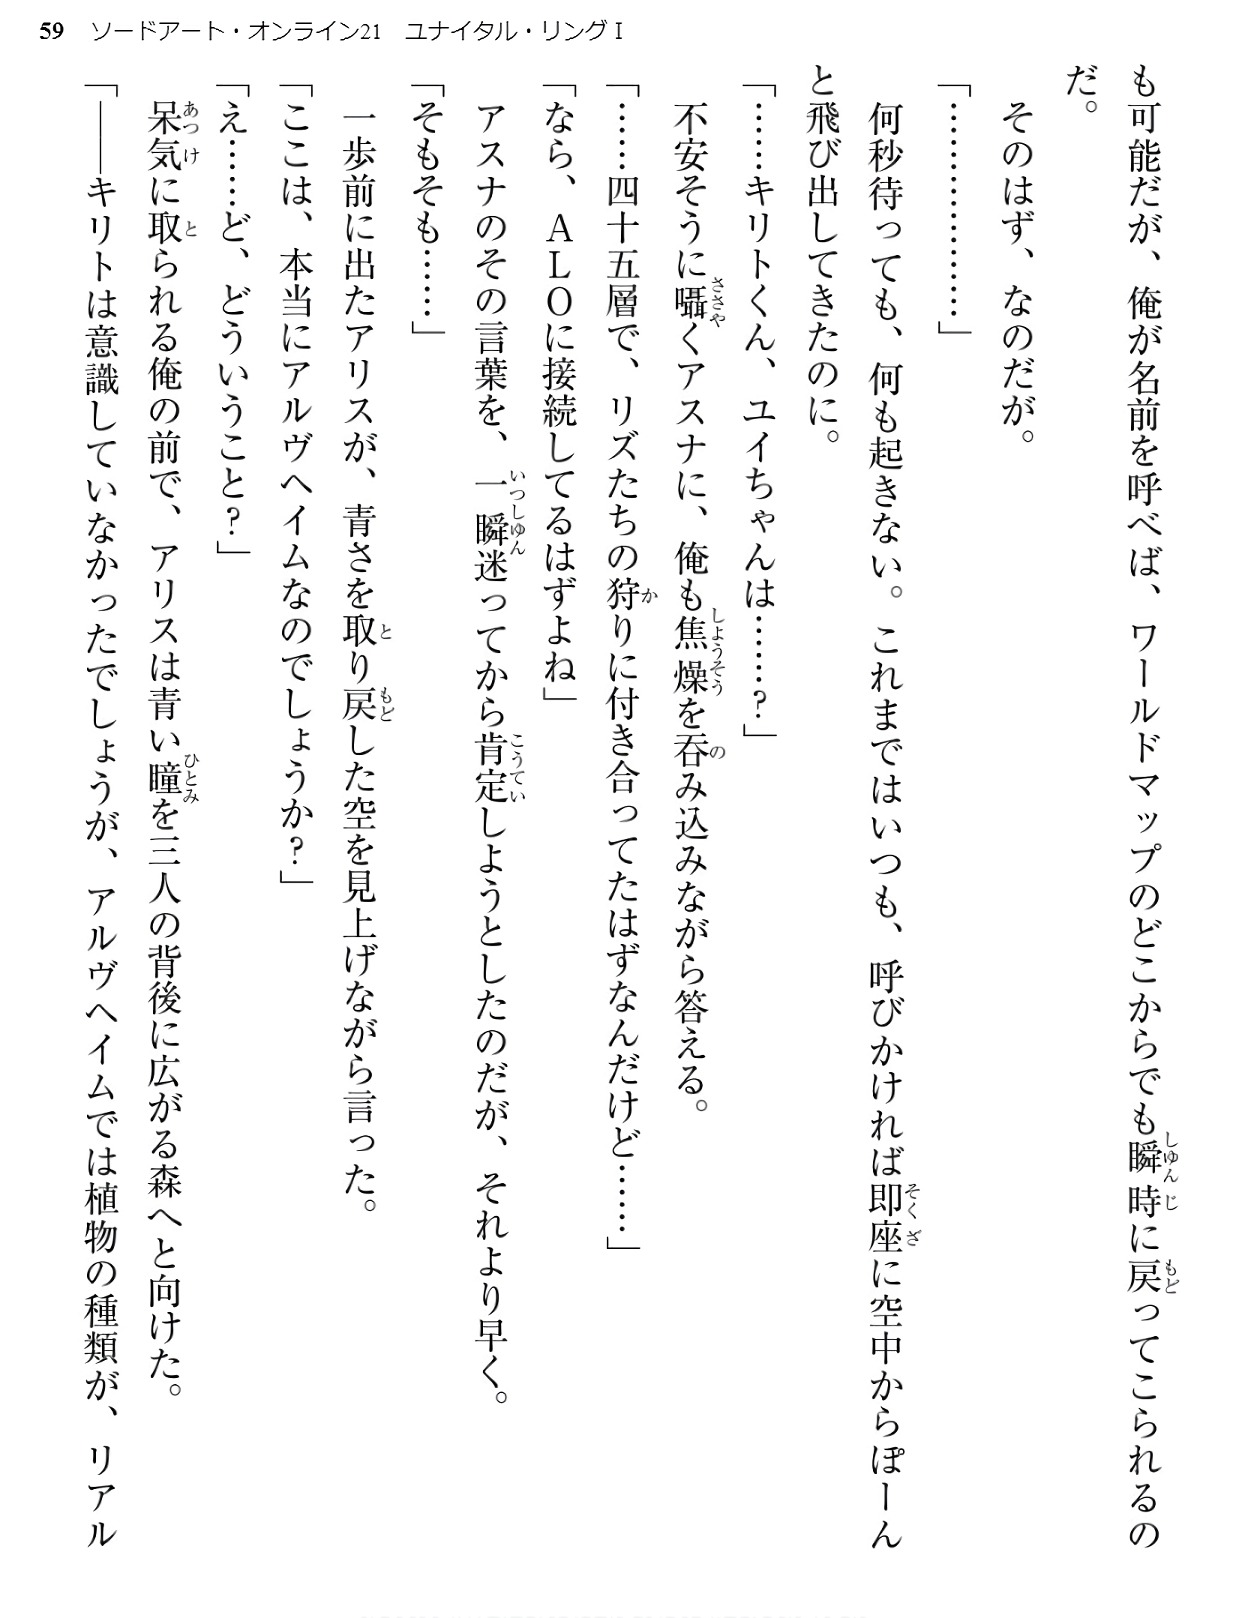 59 ソードアート・オンライン21 ユナイタル・リングⅠ
も可能だが、俺が名前を呼べば、ワールドマップのどこからでも瞬時に戻ってこられるの
だ。
そのはず、なのだが。
「………………」
何秒待っても、何も起きない。これまではいつも、呼びかければ即座に空中からぽーん
と飛び出してきたのに。
「……キリトくん、ユイちゃんは……？」
不安そうに囁くアスナに、俺も焦燥を呑み込みながら答える。
「……四十五層で、リズたちの狩りに付き合ってたはずなんだけど……」
「なら、ＡＬＯに接続してるはずよね」
アスナのその言葉を、一瞬迷ってから肯定しようとしたのだが、それより早く。
「そもそも……」
一歩前に出たアリスが、青さを取り戻した空を見上げながら言った。
「ここは、本当にアルヴヘイムなのでしょうか？」
「え……ど、どういうこと？」
呆気に取られる俺の前で、アリスは青い瞳を三人の背後に広がる森へと向けた。
「――キリトは意識していなかったでしょうが、アルヴヘイムでは植物の種類が、リアル